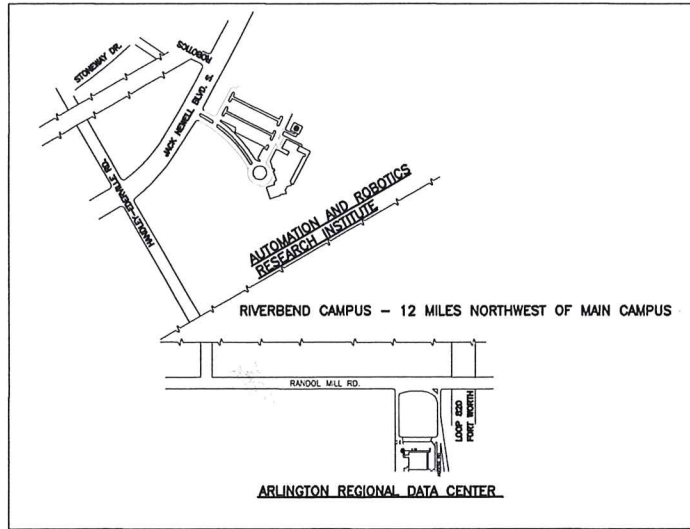 STONEWAY DR.
ROBOTICS
JACK NEWELL BLVD. S.
HANDLEY-EDERVILLE RD.
AUTOMATION AND ROBOTICS
RESEARCH INSTITUTE
RIVERBEND CAMPUS - 12 MILES NORTHWEST OF MAIN CAMPUS
RANDOL MILL RD.
LOOP 820
FORT WORTH
ARLINGTON REGIONAL DATA CENTER